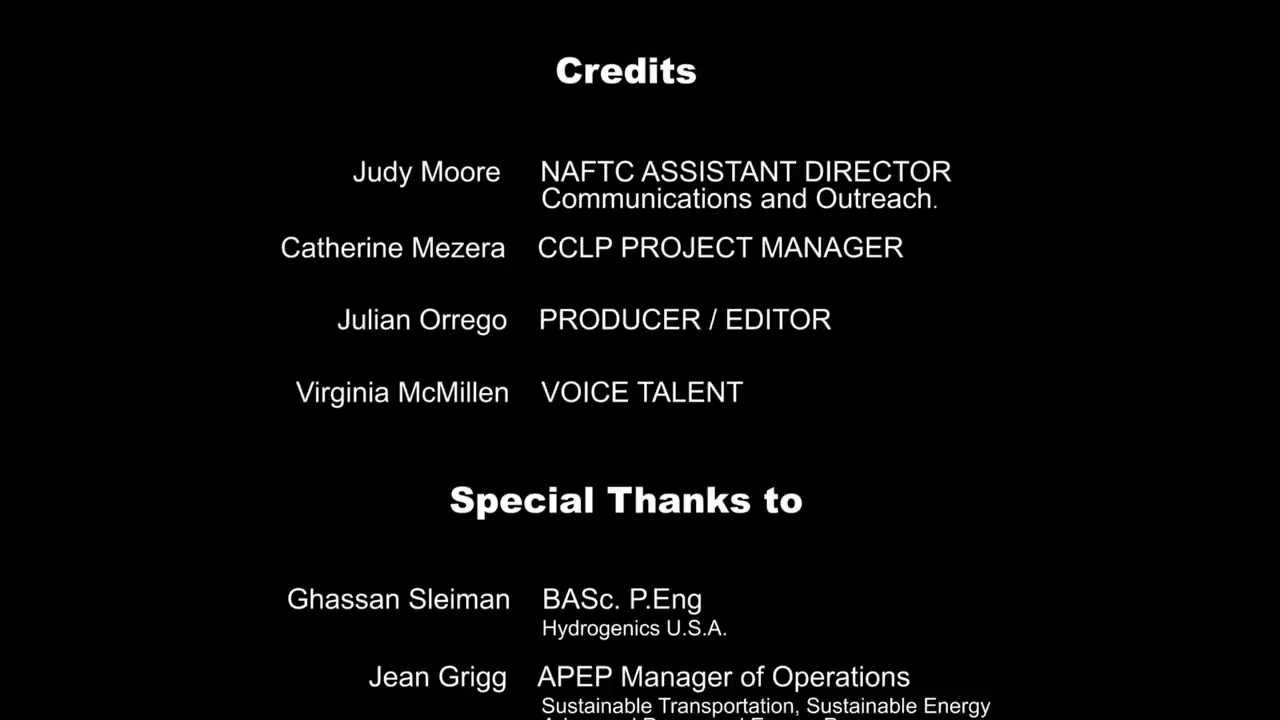 Credits
Judy Moore NAFTC ASSISTANT DIRECTOR
Communications and Outreach.
Catherine Mezera CCLP PROJECT MANAGER
Julian Orrego PRODUCER / EDITOR
Virginia McMillen VOICE TALENT
Special Thanks to
Ghassan Sleiman BASc. P.Eng
Hydrogenics U.S.A.
Jean Grigg APEP Manager of Operations
Sustainable Transportation, Sustainable Energy